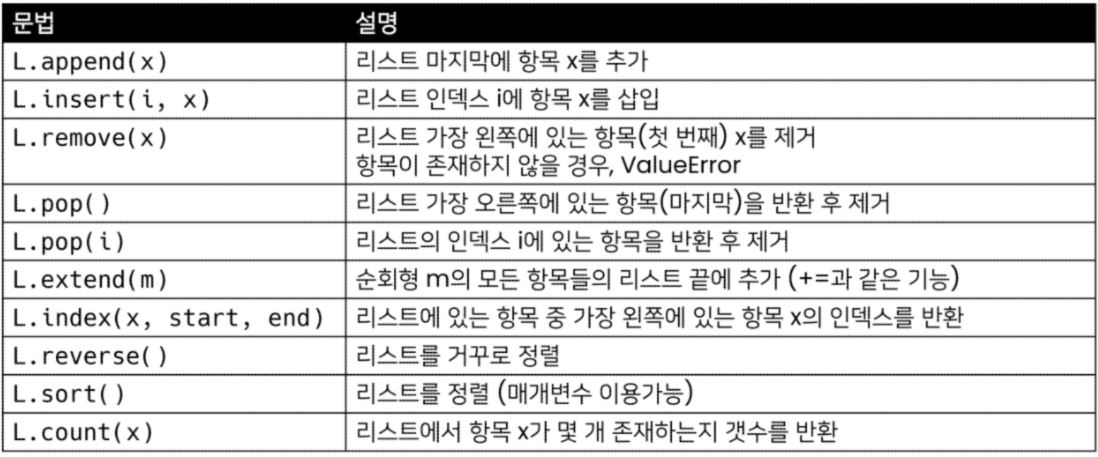 문법 설명
L.append(x) 리스트 마지막에 항목 x를 추가
L.insert(i, x) 리스트 인덱스 i에 항목 x를 삽입
L.remove(x) 리스트 가장 왼쪽에 있는 항목(첫 번째) x를 제거
항목이 존재하지 않을 경우, ValueError
L.pop() 리스트 가장 오른쪽에 있는 항목(마지막)을 반환 후 제거
L.pop(i) 리스트의 인덱스 i에 있는 항목을 반환 후 제거
L.extend(m) 순회형 m의 모든 항목들의 리스트 끝에 추가 (+=과 같은 기능)
L.index(x, start, end) 리스트에 있는 항목 중 가장 왼쪽에 있는 항목 x의 인덱스를 반환
L.reverse() 리스트를 거꾸로 정렬
L.sort() 리스트를 정렬 (매개변수 이용가능)
L.count(x) 리스트에서 항목 x가 몇 개 존재하는지 갯수를 반환